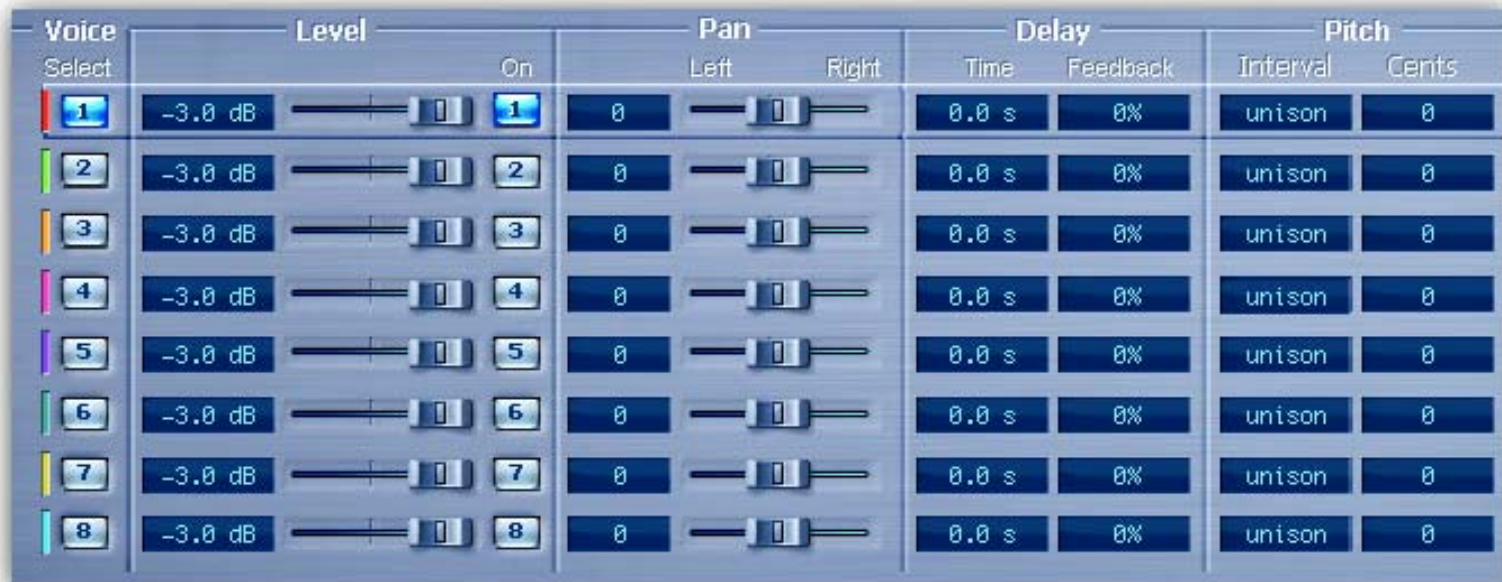 Voice Level Pan Delay Pitch
Select On Left Right Time Feedback Interval Cents
1 -3.0 dB 1 0 0.0 s 0% unison 0
2 -3.0 dB 2 0 0.0 s 0% unison 0
3 -3.0 dB 3 0 0.0 s 0% unison 0
4 -3.0 dB 4 0 0.0 s 0% unison 0
5 -3.0 dB 5 0 0.0 s 0% unison 0
6 -3.0 dB 6 0 0.0 s 0% unison 0
7 -3.0 dB 7 0 0.0 s 0% unison 0
8 -3.0 dB 8 0 0.0 s 0% unison 0